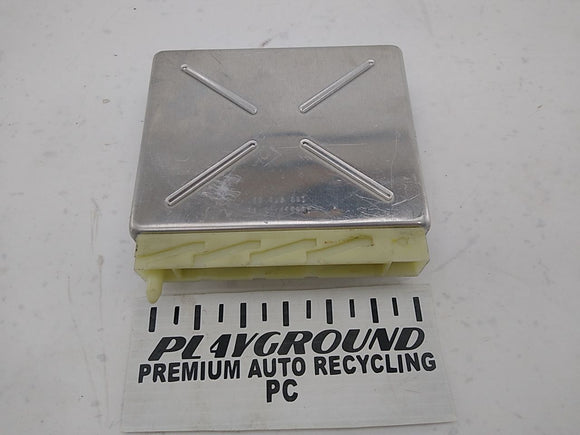 PL4YGROUND
PREMIUM AUTO RECYCLING
PC